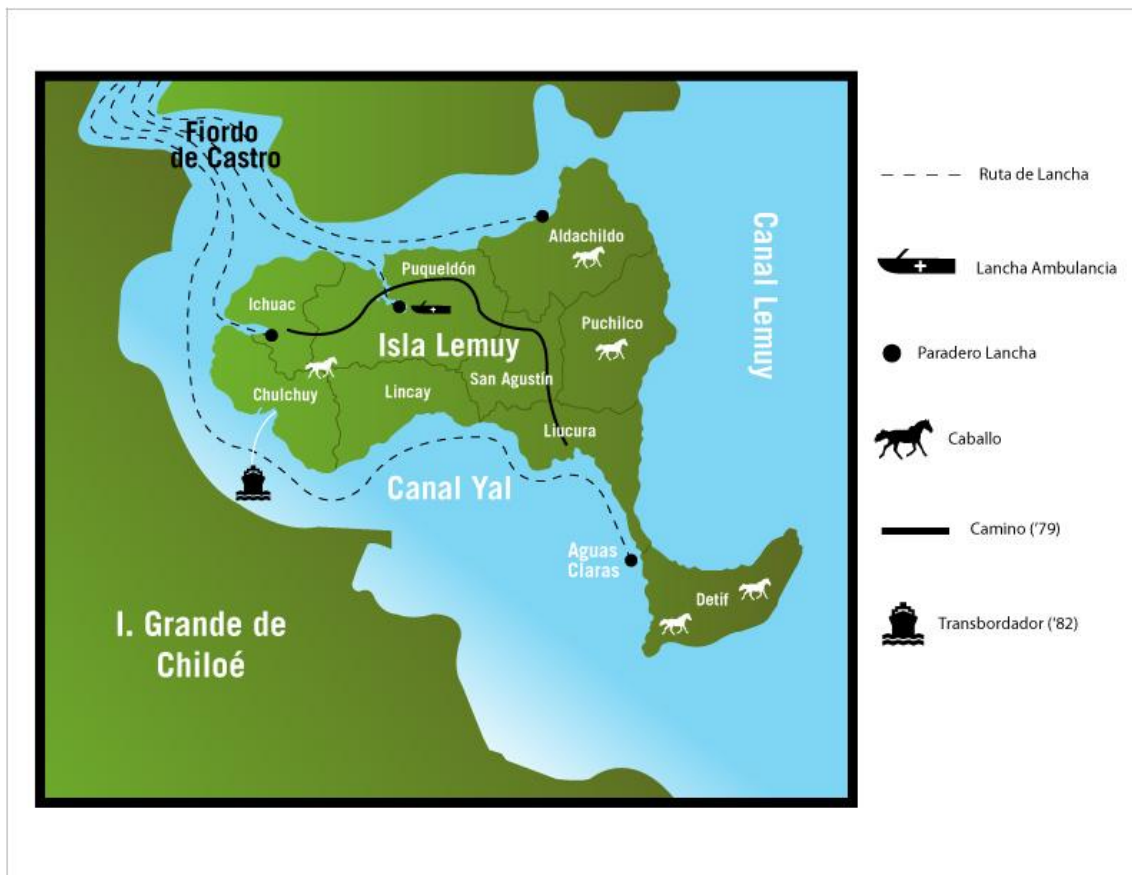 Fiordo
de Castro
Aldachildo
Puqueldón
Ichuac
Isla Lemuy
Puchilco
San Agustín
Chulchuy
Lincay
Liucura
Canal Yal
Canal Lemuy
Aguas
Claras
Detif
I. Grande de
Chiloé
Ruta de Lancha
Lancha Ambulancia
Paradero Lancha
Caballo
Camino ('79)
Transbordador ('82)